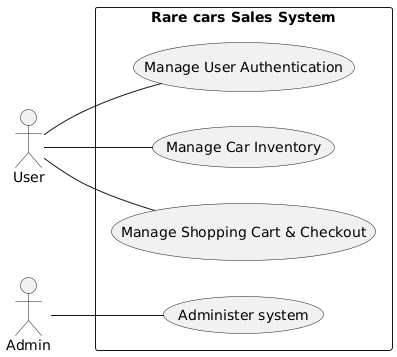 Rare cars Sales System
Manage User Authentication
Manage Car Inventory
User
Manage Shopping Cart & Checkout
Administer system
Admin